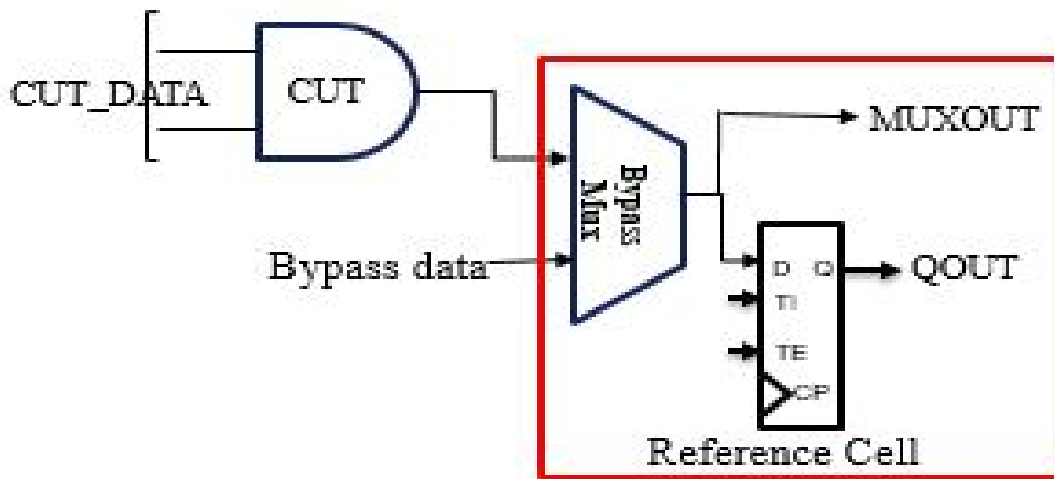 CUT_DATA
CUT
MUXOUT
Bypass
Mux
Bypass data
D Q
QOUT
TI
TE
CP
Reference Cell